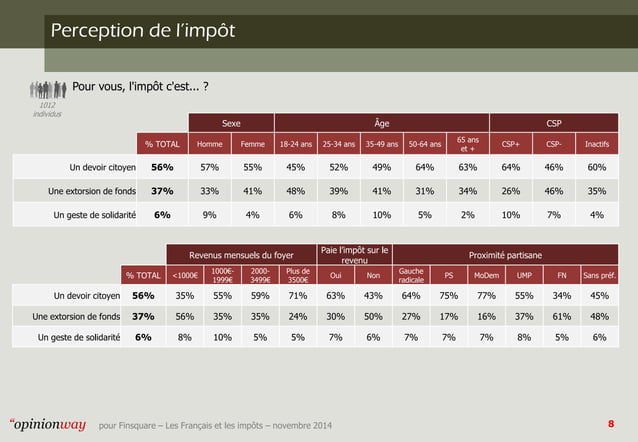 Perception de l'impôt
Pour vous, l'impôt c'est... ?
1012
individus
Sexe Âge CSP
% TOTAL Homme Femme 18-24 ans 25-34 ans 35-49 ans 50-64 ans 65 ans et + CSP+ CSP- Inactifs
Un devoir citoyen 56% 57% 55% 45% 52% 49% 64% 63% 64% 46% 60%
Une extorsion de fonds 37% 33% 41% 48% 39% 41% 31% 34% 26% 46% 35%
Un geste de solidarité 6% 9% 4% 6% 8% 10% 5% 2% 10% 7% 4%
Revenus mensuels du foyer Paie l'impôt sur le revenu Proximité partisane
% TOTAL <1000€ 1000€-1999€ 2000-3499€ Plus de 3500€ Oui Non Gauche radicale PS MoDem UMP FN Sans préf.
Un devoir citoyen 56% 35% 55% 59% 71% 63% 43% 64% 75% 77% 55% 34% 45%
Une extorsion de fonds 37% 56% 35% 35% 24% 30% 50% 27% 17% 16% 37% 61% 48%
Un geste de solidarité 6% 8% 10% 5% 5% 7% 6% 7% 7% 7% 8% 5% 6%
“opinionway pour Finsquare – Les Français et les impôts – novembre 2014 8